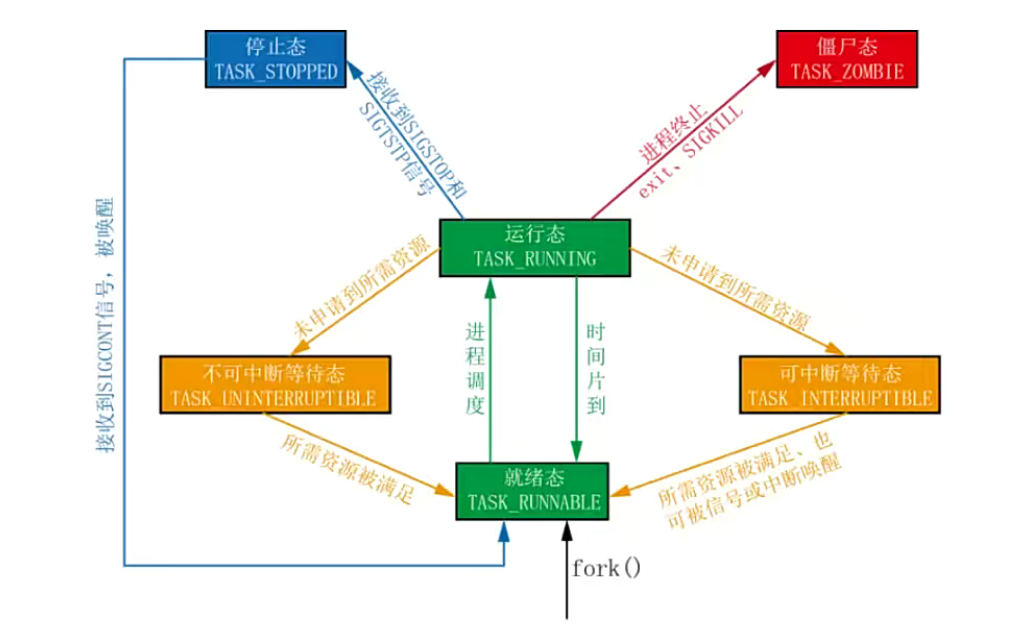 停止态
TASK_STOPPED
僵尸态
TASK_ZOMBIE
接收到SIGSTOP和
SIGTSTP信号
进程终止
exit、SIGKILL
接收到SIGCONT信号，被唤醒
运行态
TASK_RUNNING
未申请到所需资源
未申请到所需资源
进程调度
时间片到
不可中断等待态
TASK_UNINTERRUPTIBLE
可中断等待态
TASK_INTERRUPTIBLE
所需资源被满足
所需资源被满足、也
可被信号或中断唤醒
就绪态
TASK_RUNNABLE
fork()